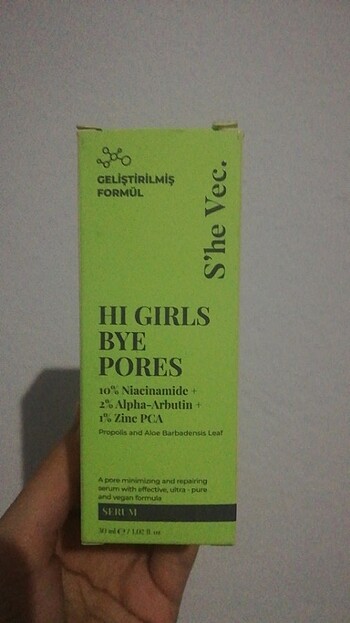 GELİŞTİRİLMİŞ
FORMÜL
S'he Vec.
HI GIRLS
BYE
PORES
10% Niacinamide +
2% Alpha-Arbutin +
1% Zinc PCA
Propolis and Aloe Barbadensis Leaf
A pore minimizing and repairing
serum with effective, ultra - pure
and vegan formula
SERUM
30 ml ℮ / 1.02 fl oz